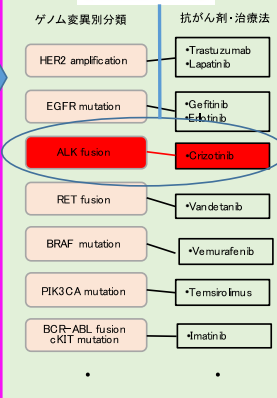 ゲノム変異別分類
抗がん剤・治療法
HER2 amplification
•Trastuzumab
•Lapatinib
EGFR mutation
•Gefitinib
•Erlotinib
ALK fusion
•Crizotinib
RET fusion
•Vandetanib
BRAF mutation
•Vemurafenib
PIK3CA mutation
•Temsirolimus
BCR-ABL fusion
cKIT mutation
•Imatinib
• •